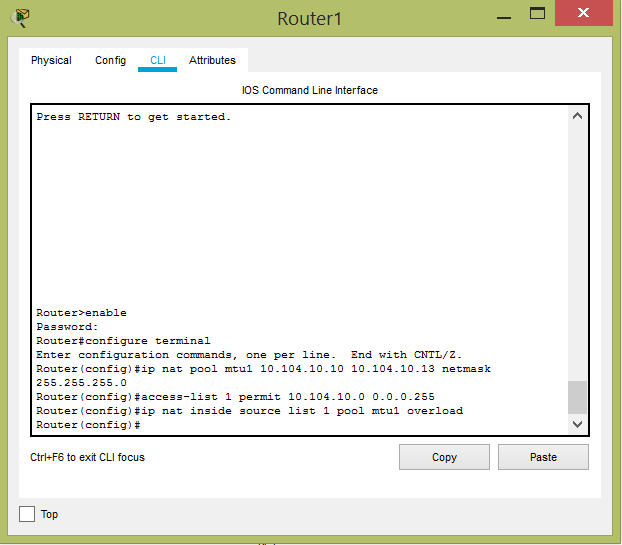 Router1
Physical Config CLI Attributes
IOS Command Line Interface
Press RETURN to get started.
Router>enable
Password:
Router#configure terminal
Enter configuration commands, one per line.  End with CNTL/Z.
Router(config)#ip nat pool mtu1 10.104.10.10 10.104.10.13 netmask
255.255.255.0
Router(config)#access-list 1 permit 10.104.10.0 0.0.0.255
Router(config)#ip nat inside source list 1 pool mtu1 overload
Router(config)#
Ctrl+F6 to exit CLI focus
Copy Paste
Top